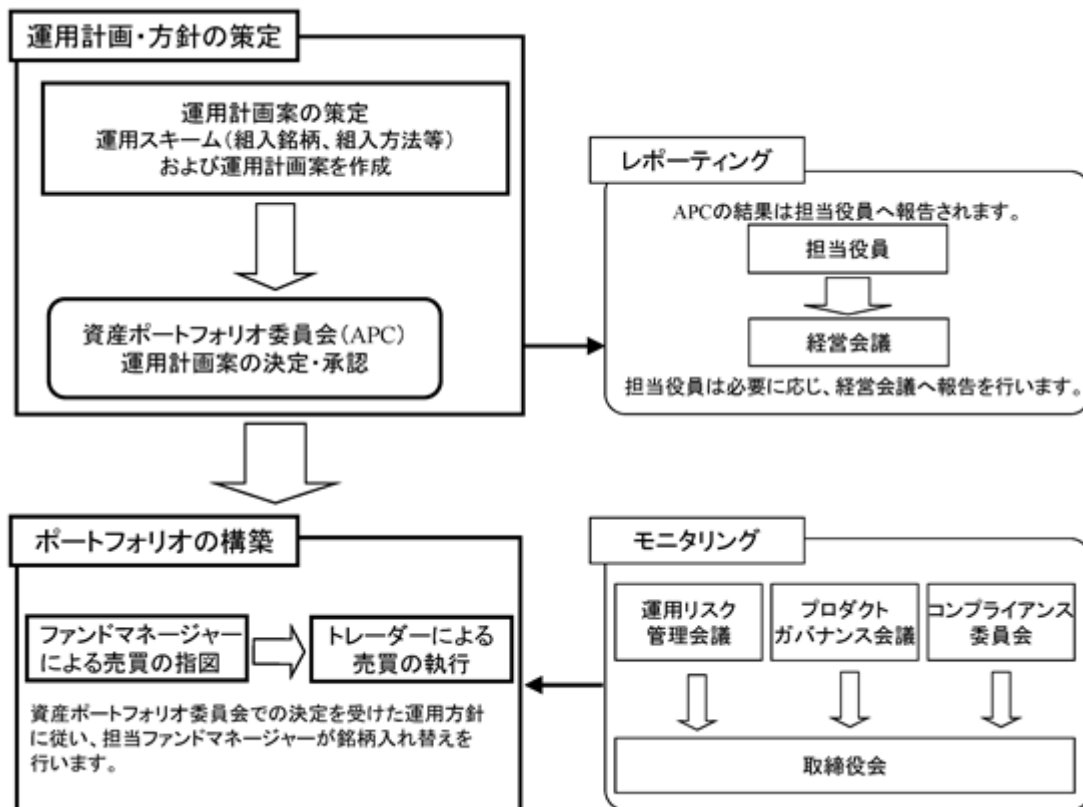 運用計画・方針の策定
運用計画案の策定
運用スキーム(組入銘柄、組入方法等)
および運用計画案を作成
資産ポートフォリオ委員会(APC)
運用計画案の決定・承認
レポーティング
APCの結果は担当役員へ報告されます。
担当役員
経営会議
担当役員は必要に応じ、経営会議へ報告を行います。
ポートフォリオの構築
ファンドマネージャー
による売買の指図
トレーダーによる
売買の執行
資産ポートフォリオ委員会での決定を受けた運用方針
に従い、担当ファンドマネージャーが銘柄入れ替えを
行います。
モニタリング
運用リスク
管理会議
プロダクト
ガバナンス会議
コンプライアンス
委員会
取締役会